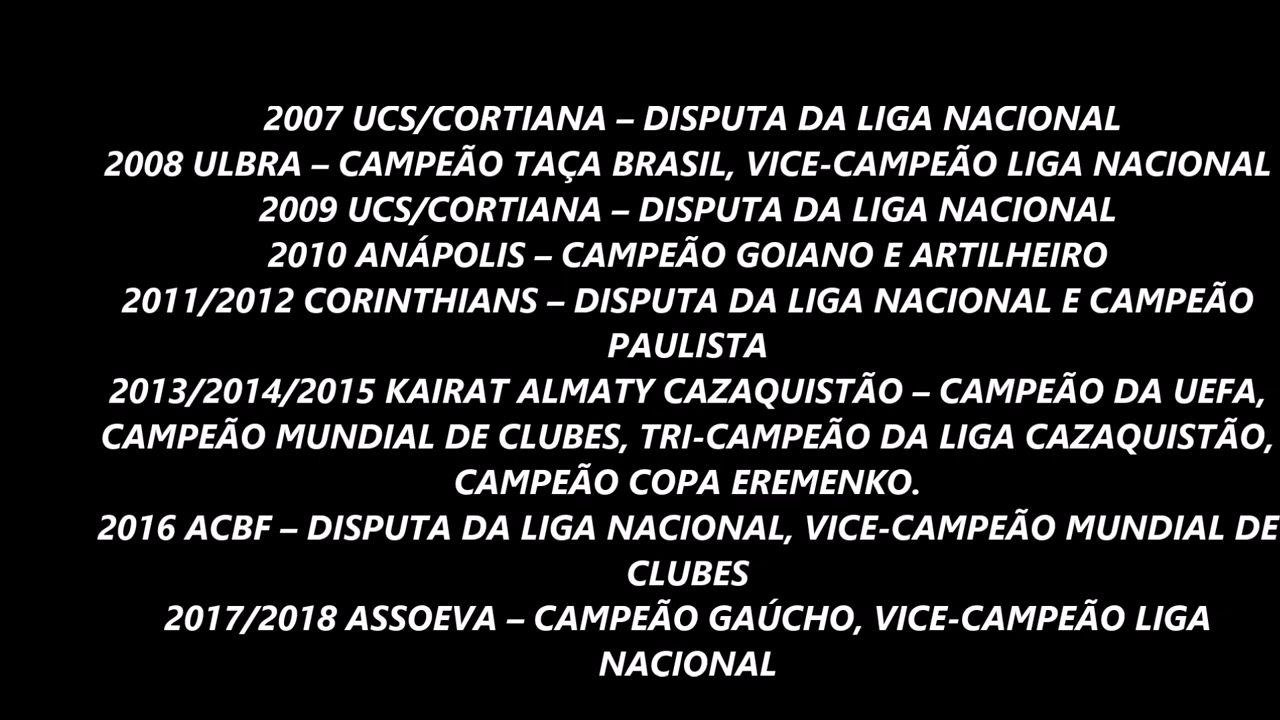 2007 UCS/CORTIANA – DISPUTA DA LIGA NACIONAL
2008 ULBRA – CAMPEÃO TAÇA BRASIL, VICE-CAMPEÃO LIGA NACIONAL
2009 UCS/CORTIANA – DISPUTA DA LIGA NACIONAL
2010 ANÁPOLIS – CAMPEÃO GOIANO E ARTILHEIRO
2011/2012 CORINTHIANS – DISPUTA DA LIGA NACIONAL E CAMPEÃO
PAULISTA
2013/2014/2015 KAIRAT ALMATY CAZAQUISTÃO – CAMPEÃO DA UEFA,
CAMPEÃO MUNDIAL DE CLUBES, TRI-CAMPEÃO DA LIGA CAZAQUISTÃO,
CAMPEÃO COPA EREMENKO.
2016 ACBF – DISPUTA DA LIGA NACIONAL, VICE-CAMPEÃO MUNDIAL DE
CLUBES
2017/2018 ASSOEVA – CAMPEÃO GAÚCHO, VICE-CAMPEÃO LIGA
NACIONAL